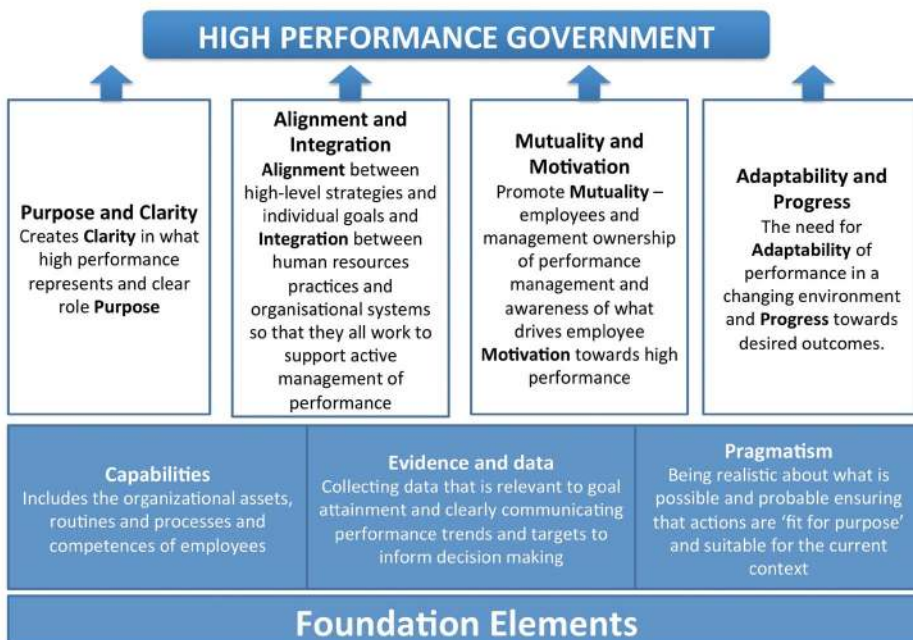 HIGH PERFORMANCE GOVERNMENT
Purpose and Clarity
Creates Clarity in what
high performance
represents and clear
role Purpose
Alignment and
Integration
Alignment between
high-level strategies and
individual goals and
Integration between
human resources
practices and
organisational systems
so that they all work to
support active
management of
performance
Mutuality and
Motivation
Promote Mutuality –
employees and
management ownership
of performance
management and
awareness of what
drives employee
Motivation towards high
performance
Adaptability and
Progress
The need for
Adaptability of
performance in a
changing environment
and Progress towards
desired outcomes.
Capabilities
Includes the organizational assets,
routines and processes and
competences of employees
Evidence and data
Collecting data that is relevant to goal
attainment and clearly communicating
performance trends and targets to
inform decision making
Pragmatism
Being realistic about what is
possible and probable ensuring
that actions are ‘fit for purpose’
and suitable for the current
context
Foundation Elements